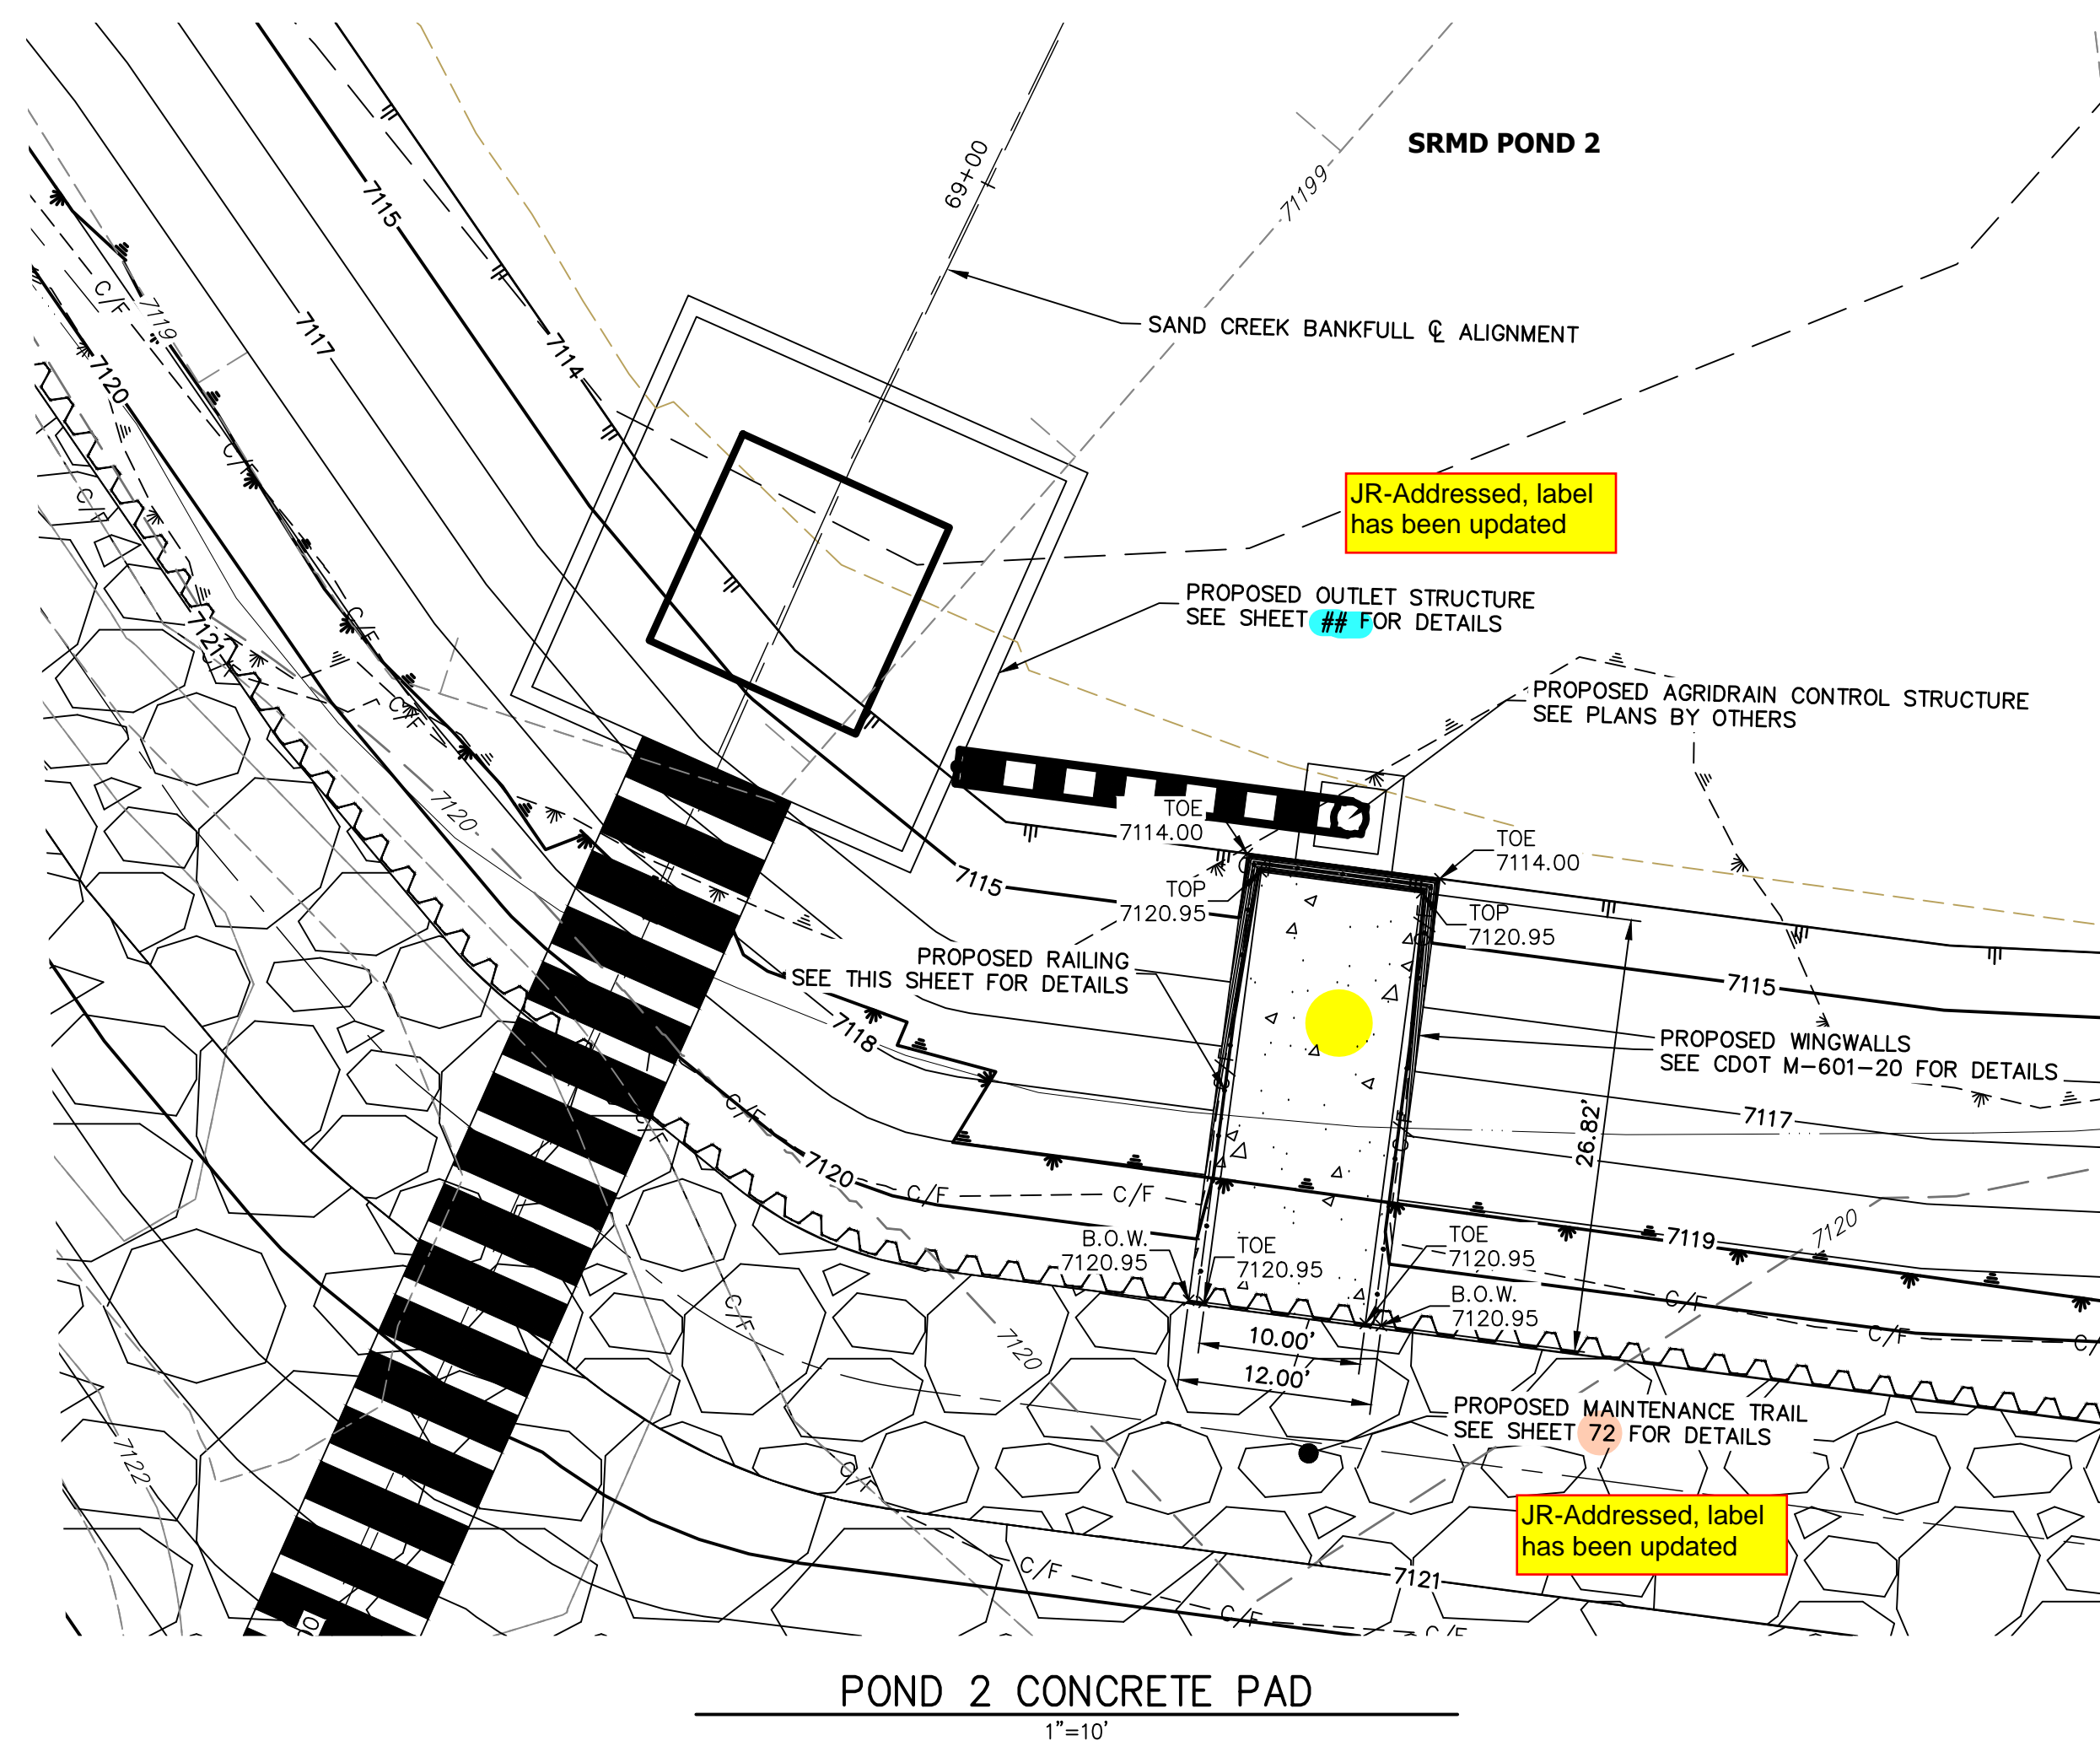 SRMD POND 2
69+00
71199
7115
C/F
7119
7117
7114
7120
SAND CREEK BANKFULL ℄ ALIGNMENT
C/F
C/F
JR-Addressed, label
has been updated
PROPOSED OUTLET STRUCTURE
SEE SHEET ## FOR DETAILS
C/F
7121
C/F
PROPOSED AGRIDRAIN CONTROL STRUCTURE
SEE PLANS BY OTHERS
7120
TOE
7114.00
TOE
7114.00
7115
TOP
7120.95
TOP
7120.95
PROPOSED RAILING
SEE THIS SHEET FOR DETAILS
7115
7118
PROPOSED WINGWALLS
SEE CDOT M-601-20 FOR DETAILS
C/F
C/F
7117
26.82'
7120
C/F
C/F
7120
7119
B.O.W.
7120.95
TOE
7120.95
TOE
7120.95
B.O.W.
7120.95
C/F
C/F
C/F
7120
10.00'
12.00'
PROPOSED MAINTENANCE TRAIL
SEE SHEET 72 FOR DETAILS
7122
C/F
JR-Addressed, label
has been updated
C/F
7121
C/F
C/F
POND 2 CONCRETE PAD
1"=10'